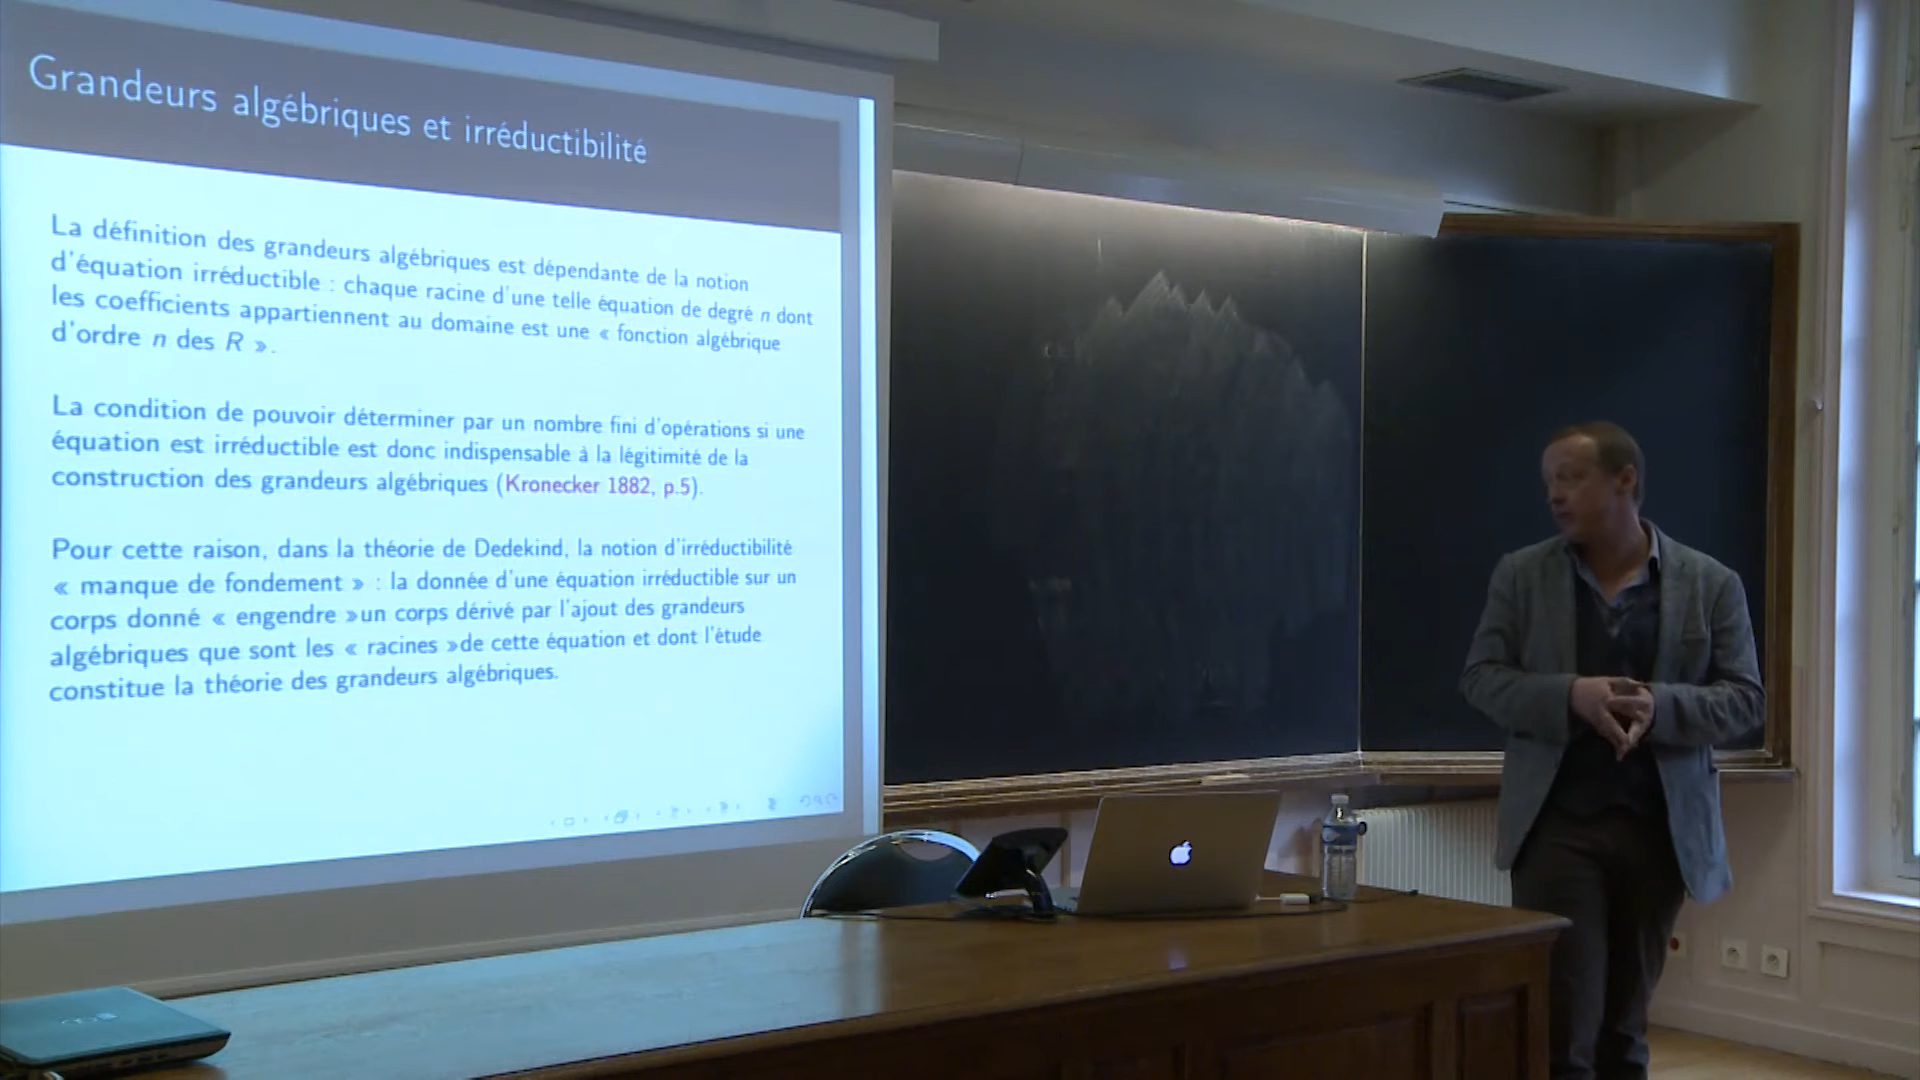 Grandeurs algébriques et irréductibilité
La définition des grandeurs algébriques est dépendante de la notion
d'équation irréductible : chaque racine d'une telle équation de degré n dont
les coefficients appartiennent au domaine est une « fonction algébrique
d'ordre n des R ».
La condition de pouvoir déterminer par un nombre fini d'opérations si une
équation est irréductible est donc indispensable à la légitimité de la
construction des grandeurs algébriques (Kronecker 1882, p.5).
Pour cette raison, dans la théorie de Dedekind, la notion d'irréductibilité
« manque de fondement » : la donnée d'une équation irréductible sur un
corps donné « engendre »un corps dérivé par l'ajout des grandeurs
algébriques que sont les « racines »de cette équation et dont l'étude
constitue la théorie des grandeurs algébriques.